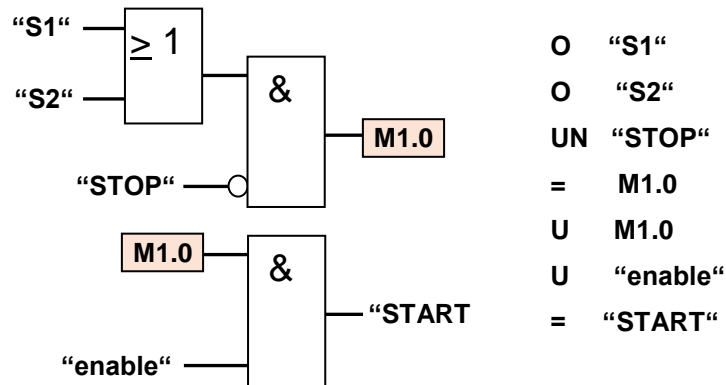 “S1“
≥ 1
“S2“
&
M1.0
“STOP“
M1.0
&
“START
“enable“
O “S1“
O “S2“
UN “STOP“
= M1.0
U M1.0
U “enable“
= “START“